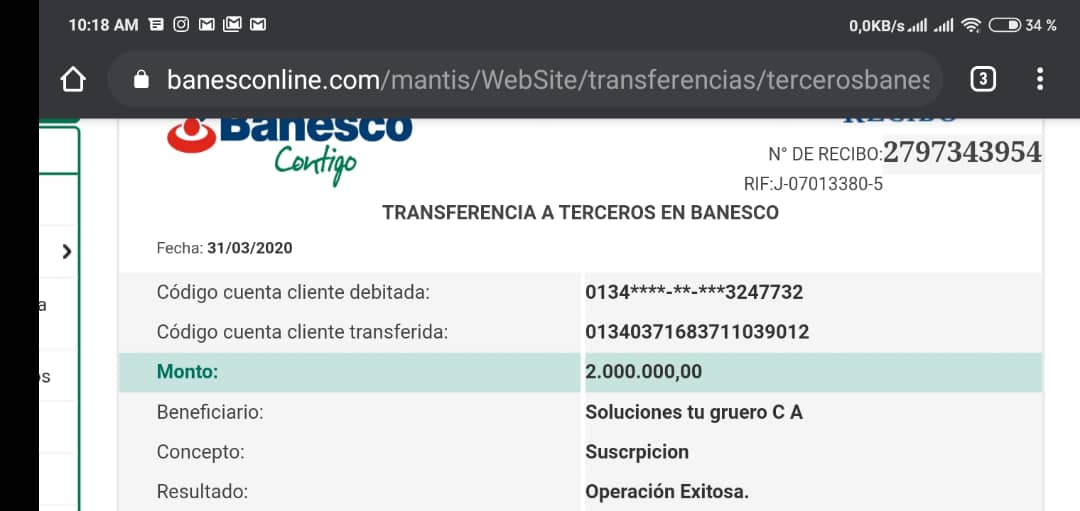 10:18 AM 0,0KB/s 34 %
banesconline.com/mantis/WebSite/transferencias/tercerosbanes
3
Banesco
Contigo
RECIBO
N° DE RECIBO:2797343954
RIF:J-07013380-5
TRANSFERENCIA A TERCEROS EN BANESCO
Fecha: 31/03/2020
Código cuenta cliente debitada: 0134****-**-***3247732
a
Código cuenta cliente transferida: 01340371683711039012
Monto: 2.000.000,00
os
Beneficiario: Soluciones tu gruero C A
Concepto: Suscrpicion
Resultado: Operación Exitosa.